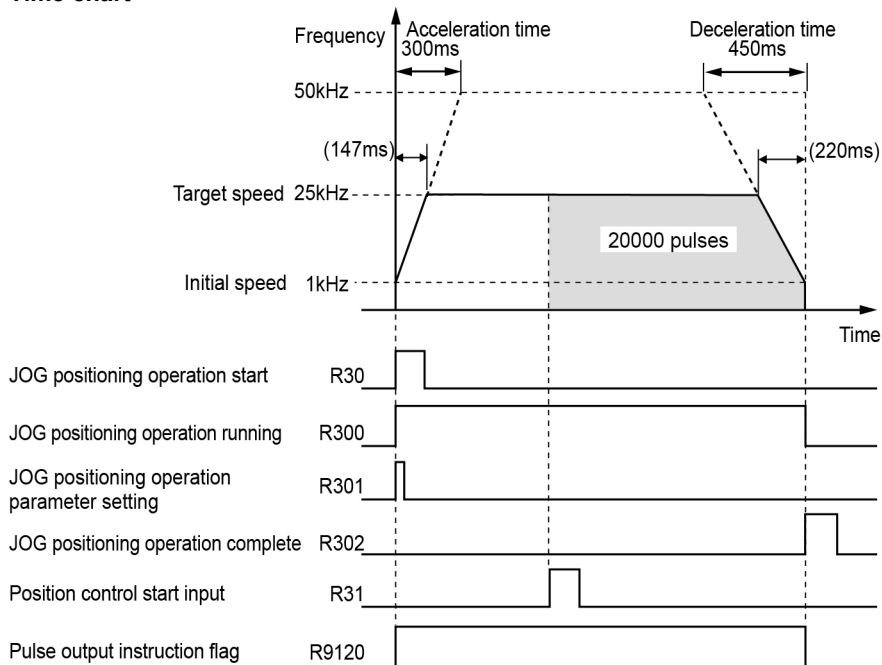 Time chart
Frequency
Acceleration time
300ms
Deceleration time
450ms
50kHz
(147ms)
(220ms)
Target speed 25kHz
20000 pulses
Initial speed 1kHz
Time
JOG positioning operation start R30
JOG positioning operation running R300
JOG positioning operation
parameter setting R301
JOG positioning operation complete R302
Position control start input R31
Pulse output instruction flag R9120